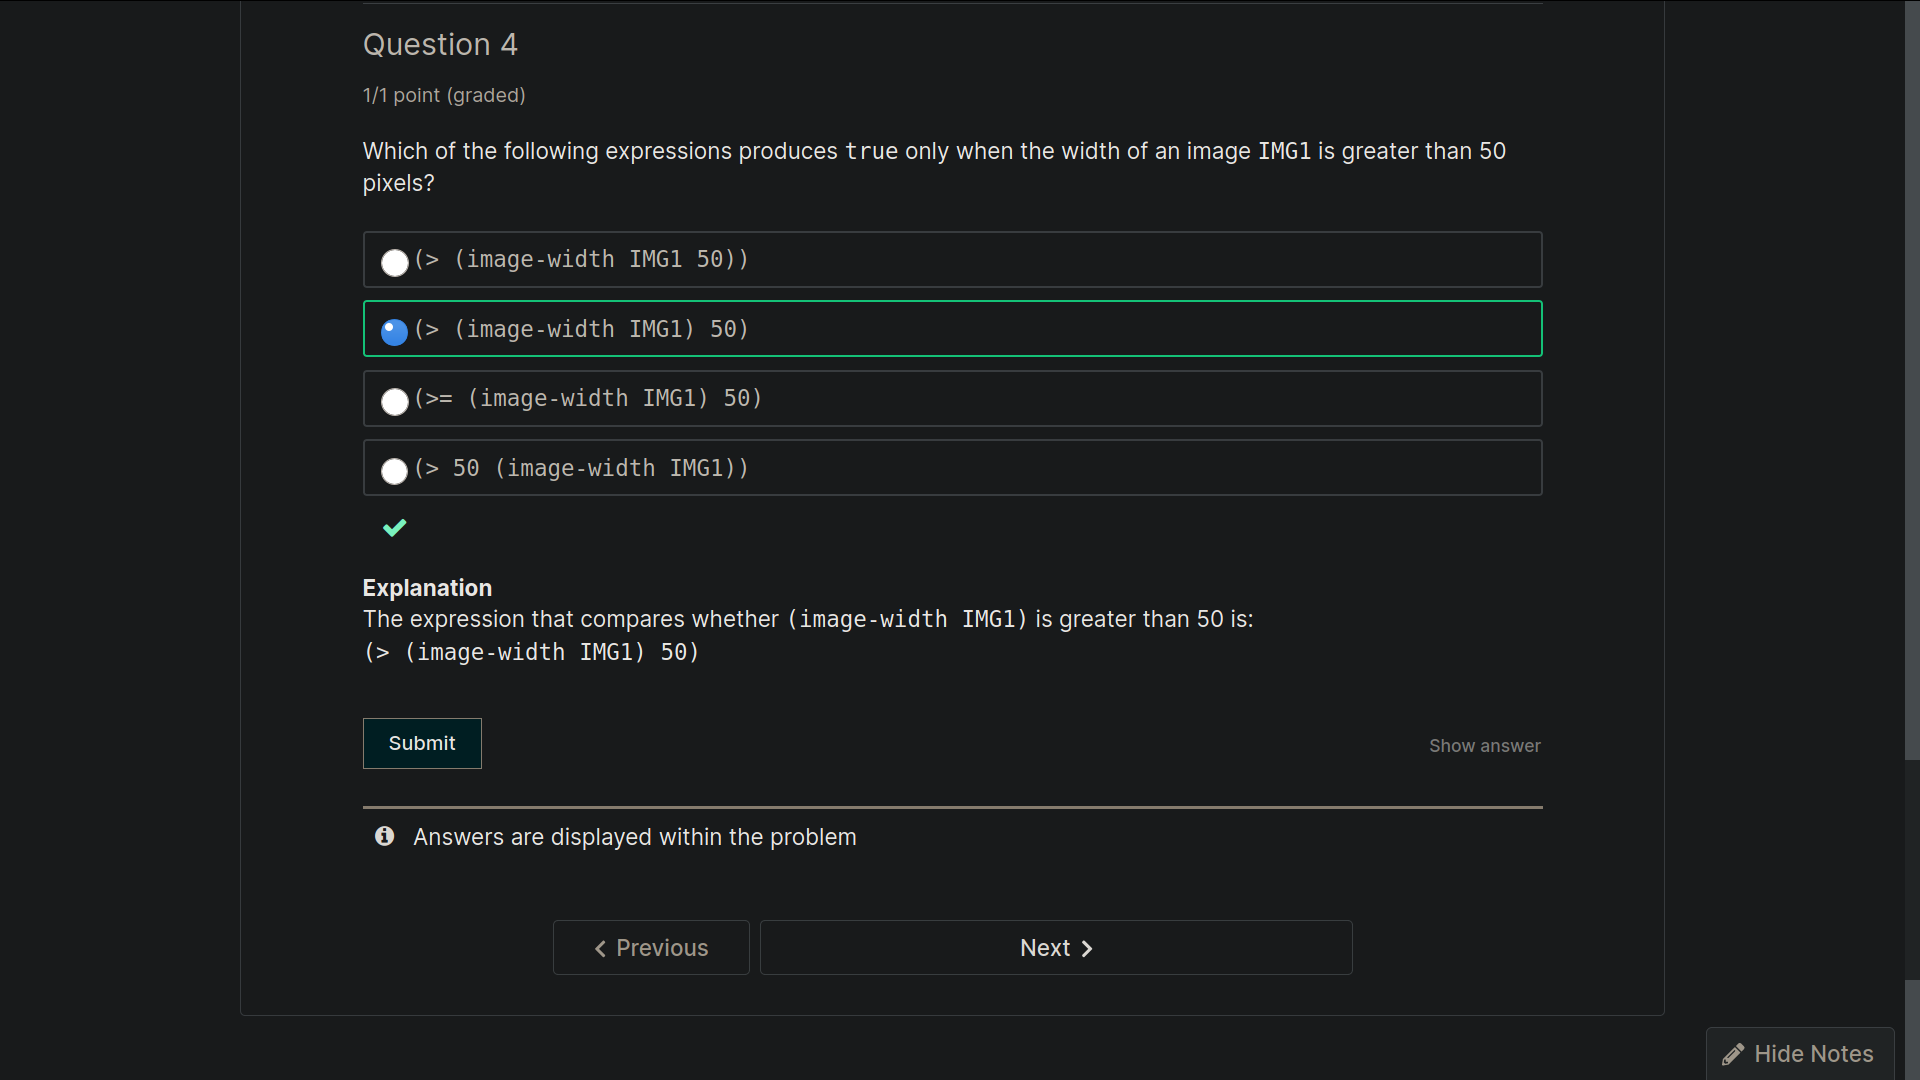 Question 4
1/1 point (graded)
Which of the following expressions produces true only when the width of an image IMG1 is greater than 50
pixels?
(> (image-width IMG1 50))
(> (image-width IMG1) 50)
(>= (image-width IMG1) 50)
(> 50 (image-width IMG1))
Explanation
The expression that compares whether (image-width IMG1) is greater than 50 is:
(> (image-width IMG1) 50)
Submit
Show answer
Answers are displayed within the problem
Previous
Next
Hide Notes